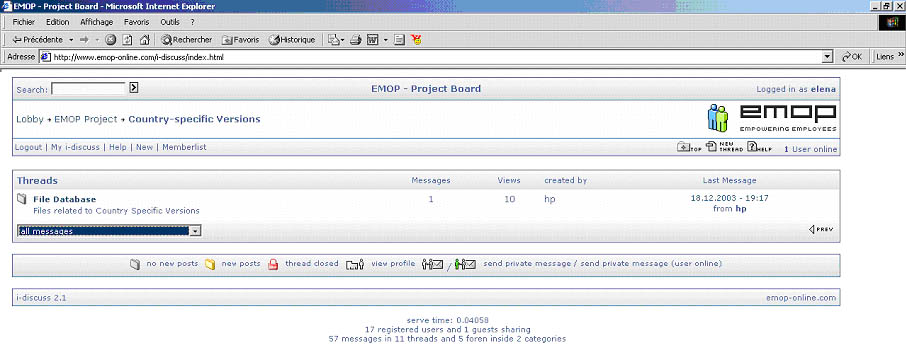 EMOP - Project Board - Microsoft Internet Explorer
Fichier Edition Affichage Favoris Outils ?
Précédente Rechercher Favoris Historique
Adresse http://www.emop-online.com/i-discuss/index.html OK Liens »
Search: EMOP - Project Board Logged in as elena
Lobby → EMOP Project → Country-specific Versions emop
EMPOWERING EMPLOYEES
Logout | My i-discuss | Help | New | Memberlist TOP NEW THREAD HELP 1 User online
Threads Messages Views created by Last Message
File Database 1 10 hp 18.12.2003 - 19:17
Files related to Country Specific Versions from hp
all messages PREV
no new posts new posts thread closed view profile / send private message / send private message (user online)
i-discuss 2.1 emop-online.com
serve time: 0.04058
17 registered users and 1 guests sharing
57 messages in 11 threads and 5 foren inside 2 categories